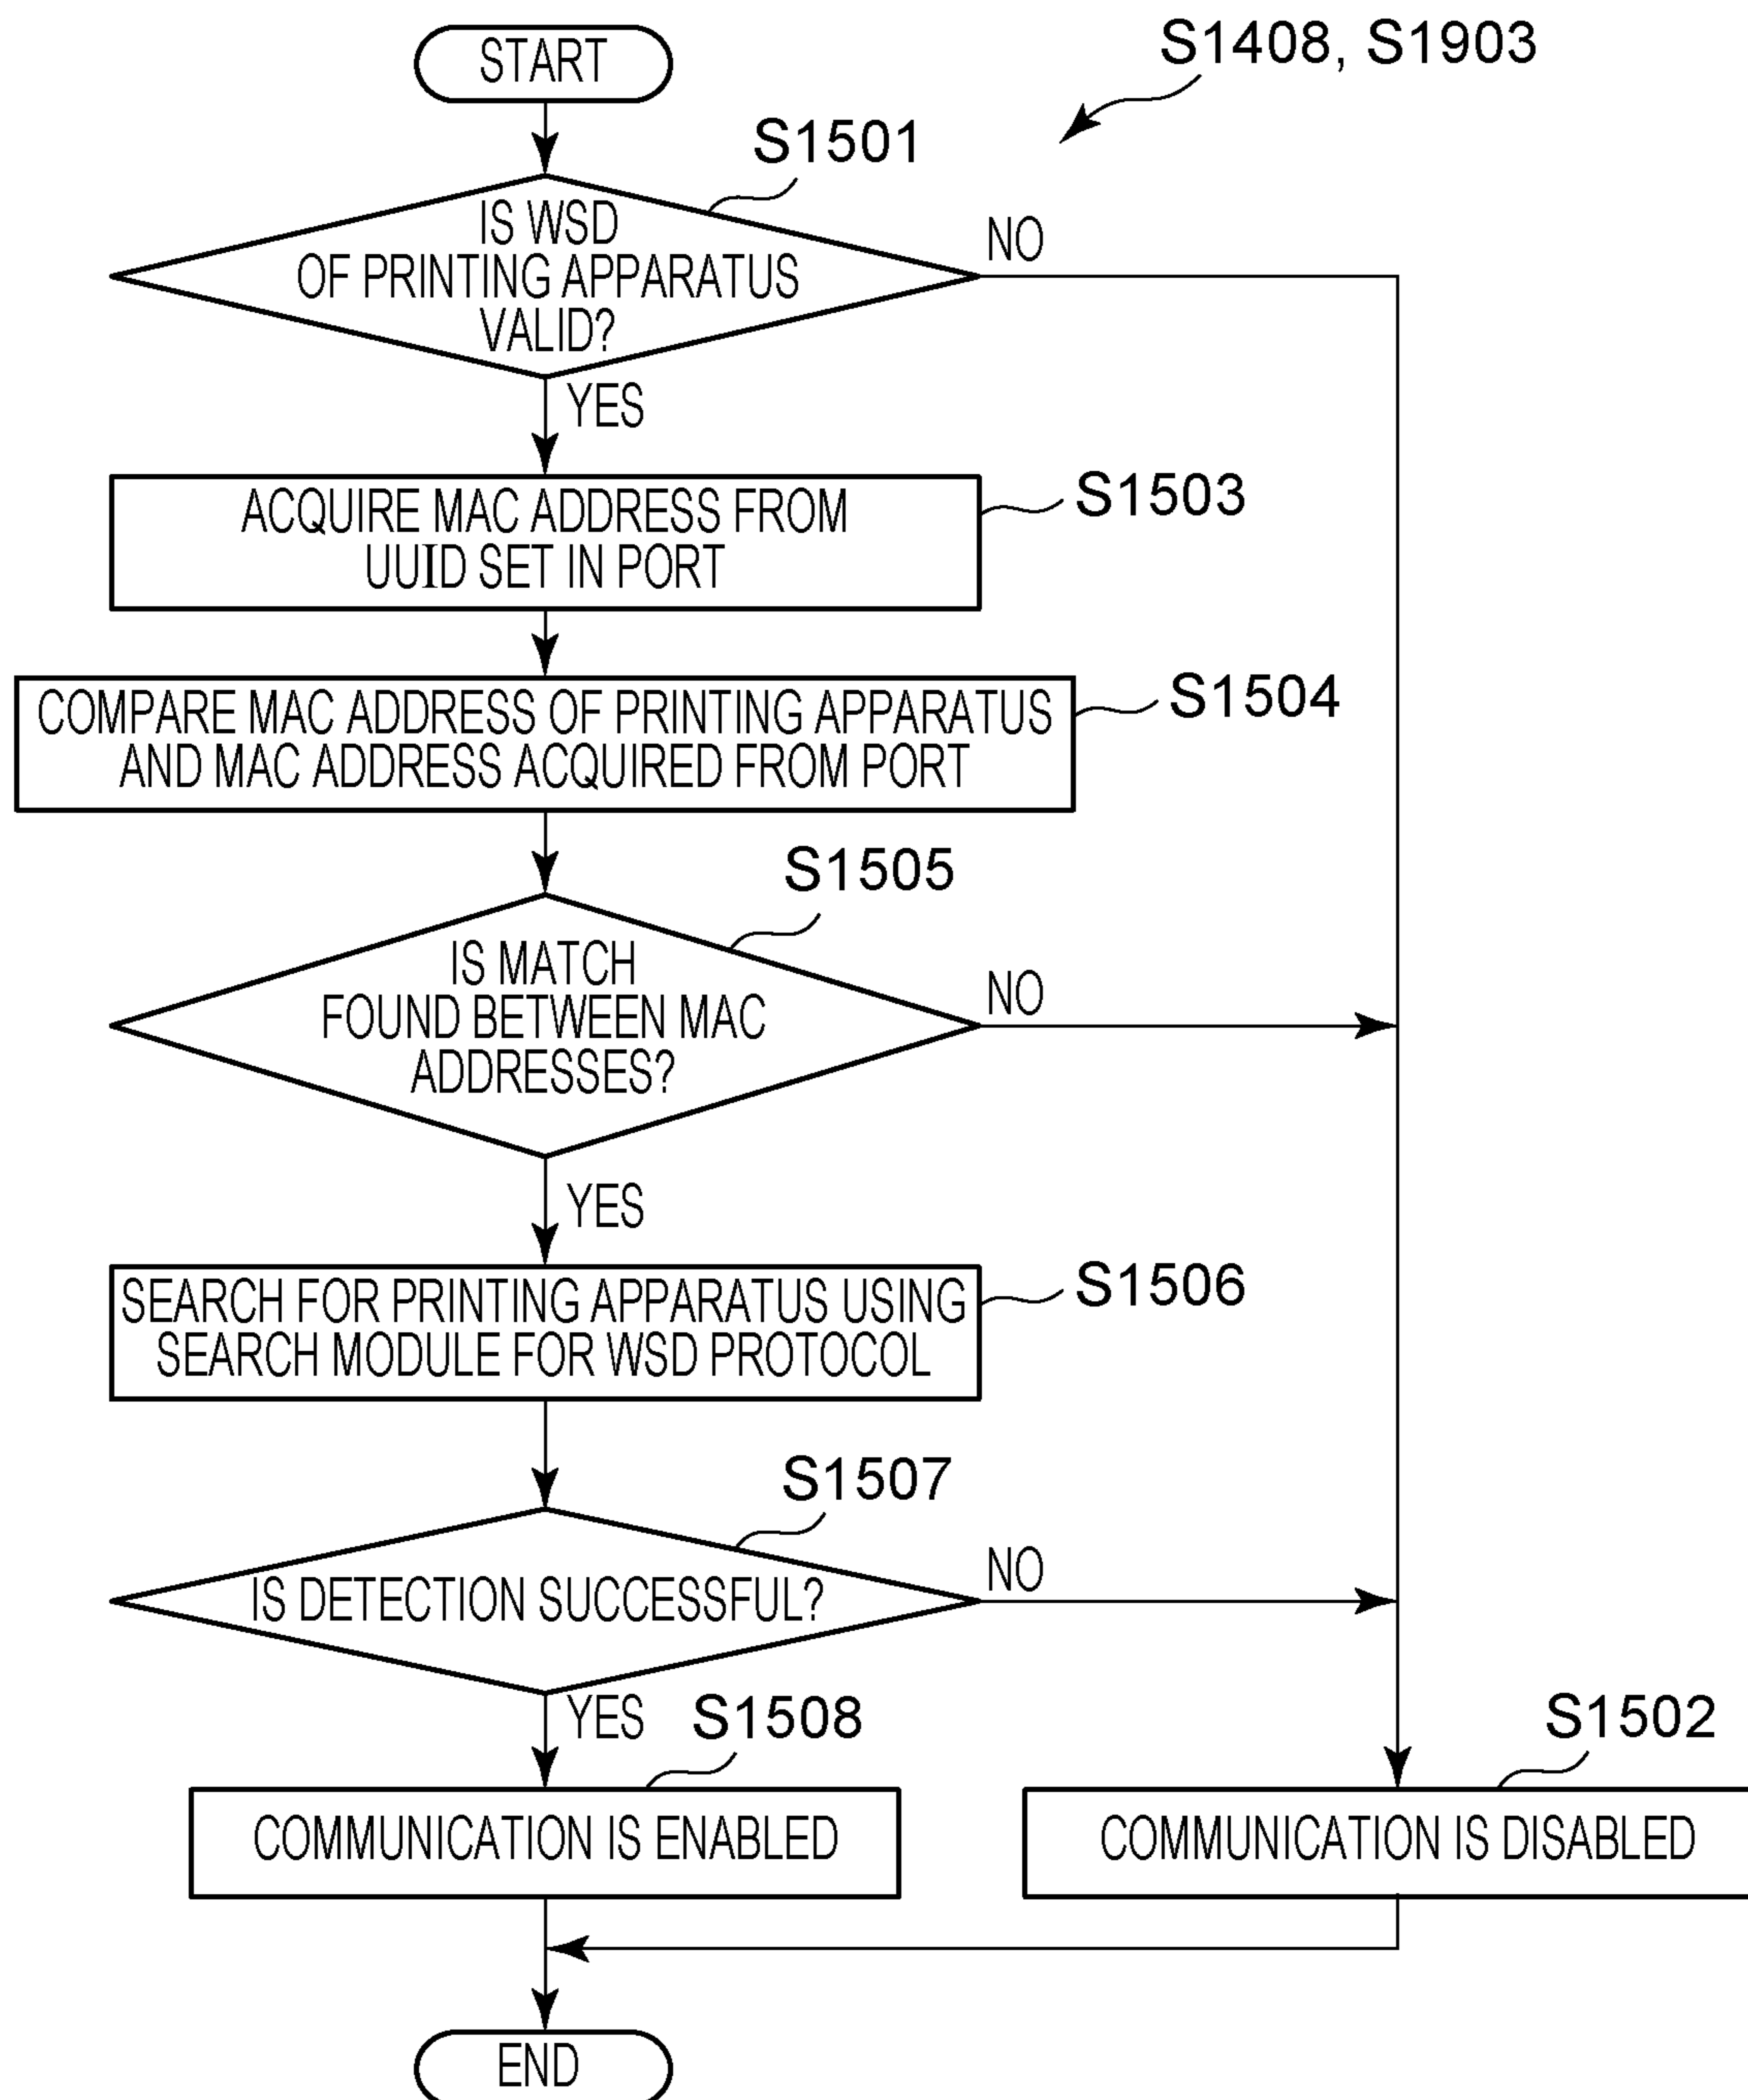 START
S1408, S1903
S1501
IS WSD
OF PRINTING APPARATUS
VALID?
NO
YES
ACQUIRE MAC ADDRESS FROM
UUID SET IN PORT
S1503
COMPARE MAC ADDRESS OF PRINTING APPARATUS
AND MAC ADDRESS ACQUIRED FROM PORT
S1504
S1505
IS MATCH
FOUND BETWEEN MAC
ADDRESSES?
NO
YES
SEARCH FOR PRINTING APPARATUS USING
SEARCH MODULE FOR WSD PROTOCOL
S1506
S1507
IS DETECTION SUCCESSFUL?
NO
YES
S1508
S1502
COMMUNICATION IS ENABLED
COMMUNICATION IS DISABLED
END